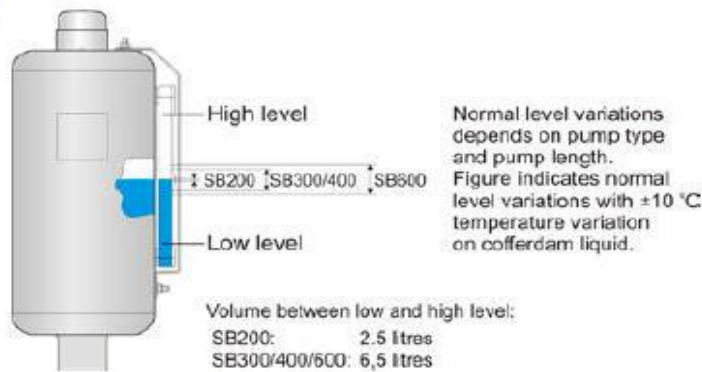 High level
SB200 SB300/400 SB600
Low level
Normal level variations
depends on pump type
and pump length.
Figure indicates normal
level variations with ±10 °C
temperature variation
on cofferdam liquid.
Volume between low and high level:
SB200: 2.5 litres
SB300/400/600: 6,5 litres